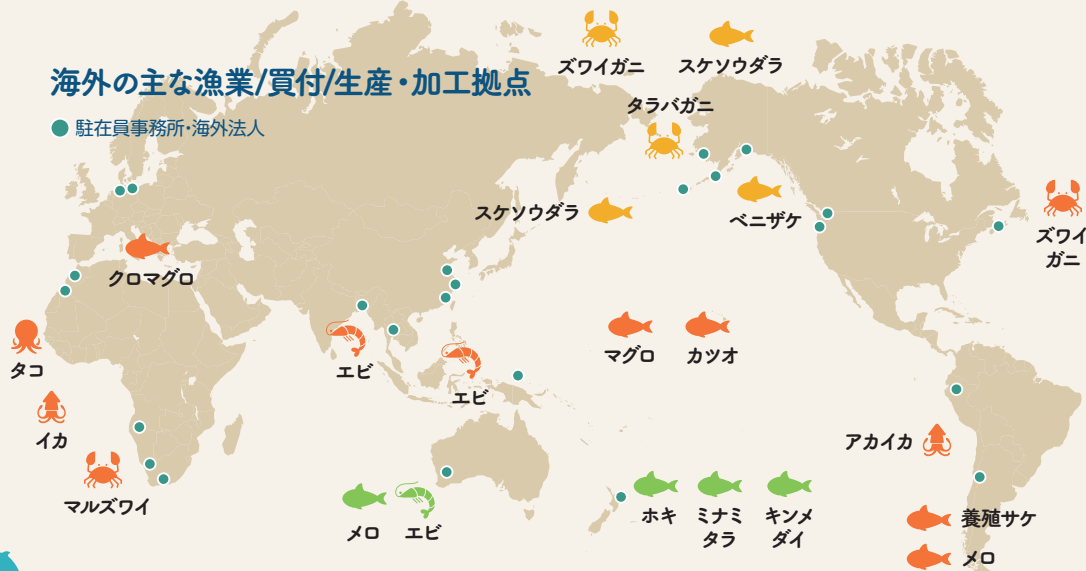 海外の主な漁業/買付/生産・加工拠点
駐在員事務所・海外法人
ズワイガニ
スケソウダラ
タラバガニ
スケソウダラ
ベニザケ
ズワイ
ガニ
クロマグロ
タコ
イカ
マルズワイ
エビ
エビ
マグロ
カツオ
アカイカ
メロ
エビ
ホキ
ミナミ
タラ
キンメ
ダイ
養殖サケ
メロ